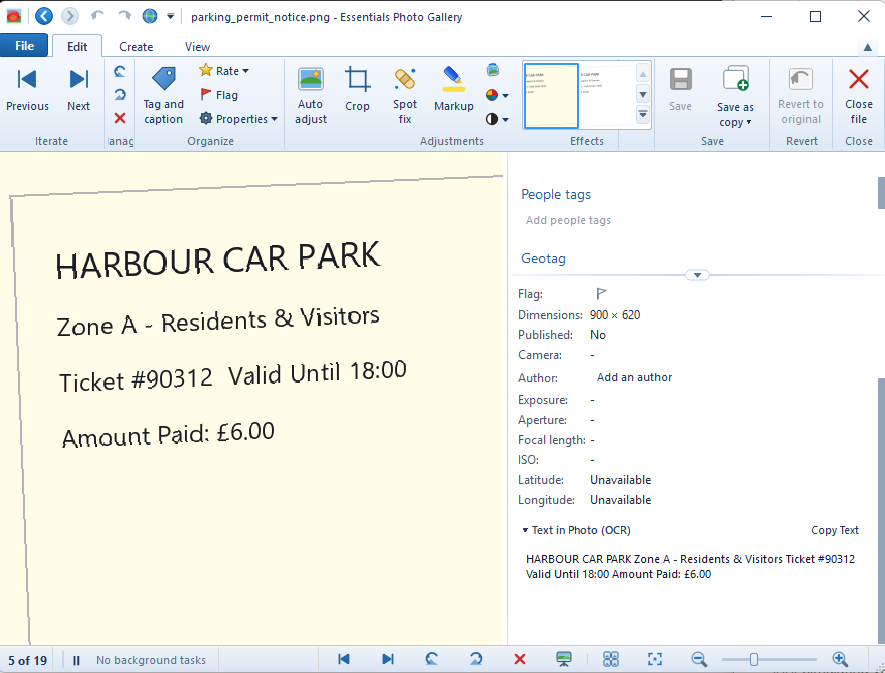 parking_permit_notice.png - Essentials Photo Gallery
File Edit Create View
Previous
Next
Tag and caption
Rate
Flag
Properties
Auto adjust
Crop
Spot fix
Markup
HARBOUR CAR PARK
Save
Save as copy
Revert to original
Close file
Iterate
anag
Organize
Adjustments
Effects
Save
Revert
Close
HARBOUR CAR PARK
Zone A - Residents & Visitors
Ticket #90312 Valid Until 18:00
Amount Paid: £6.00
People tags
Add people tags
Geotag
Flag:
Dimensions: 900 × 620
Published: No
Camera: -
Author: Add an author
Exposure: -
Aperture: -
Focal length: -
ISO: -
Latitude: Unavailable
Longitude: Unavailable
Text in Photo (OCR) Copy Text
HARBOUR CAR PARK Zone A - Residents & Visitors Ticket #90312
Valid Until 18:00 Amount Paid: £6.00
5 of 19 No background tasks